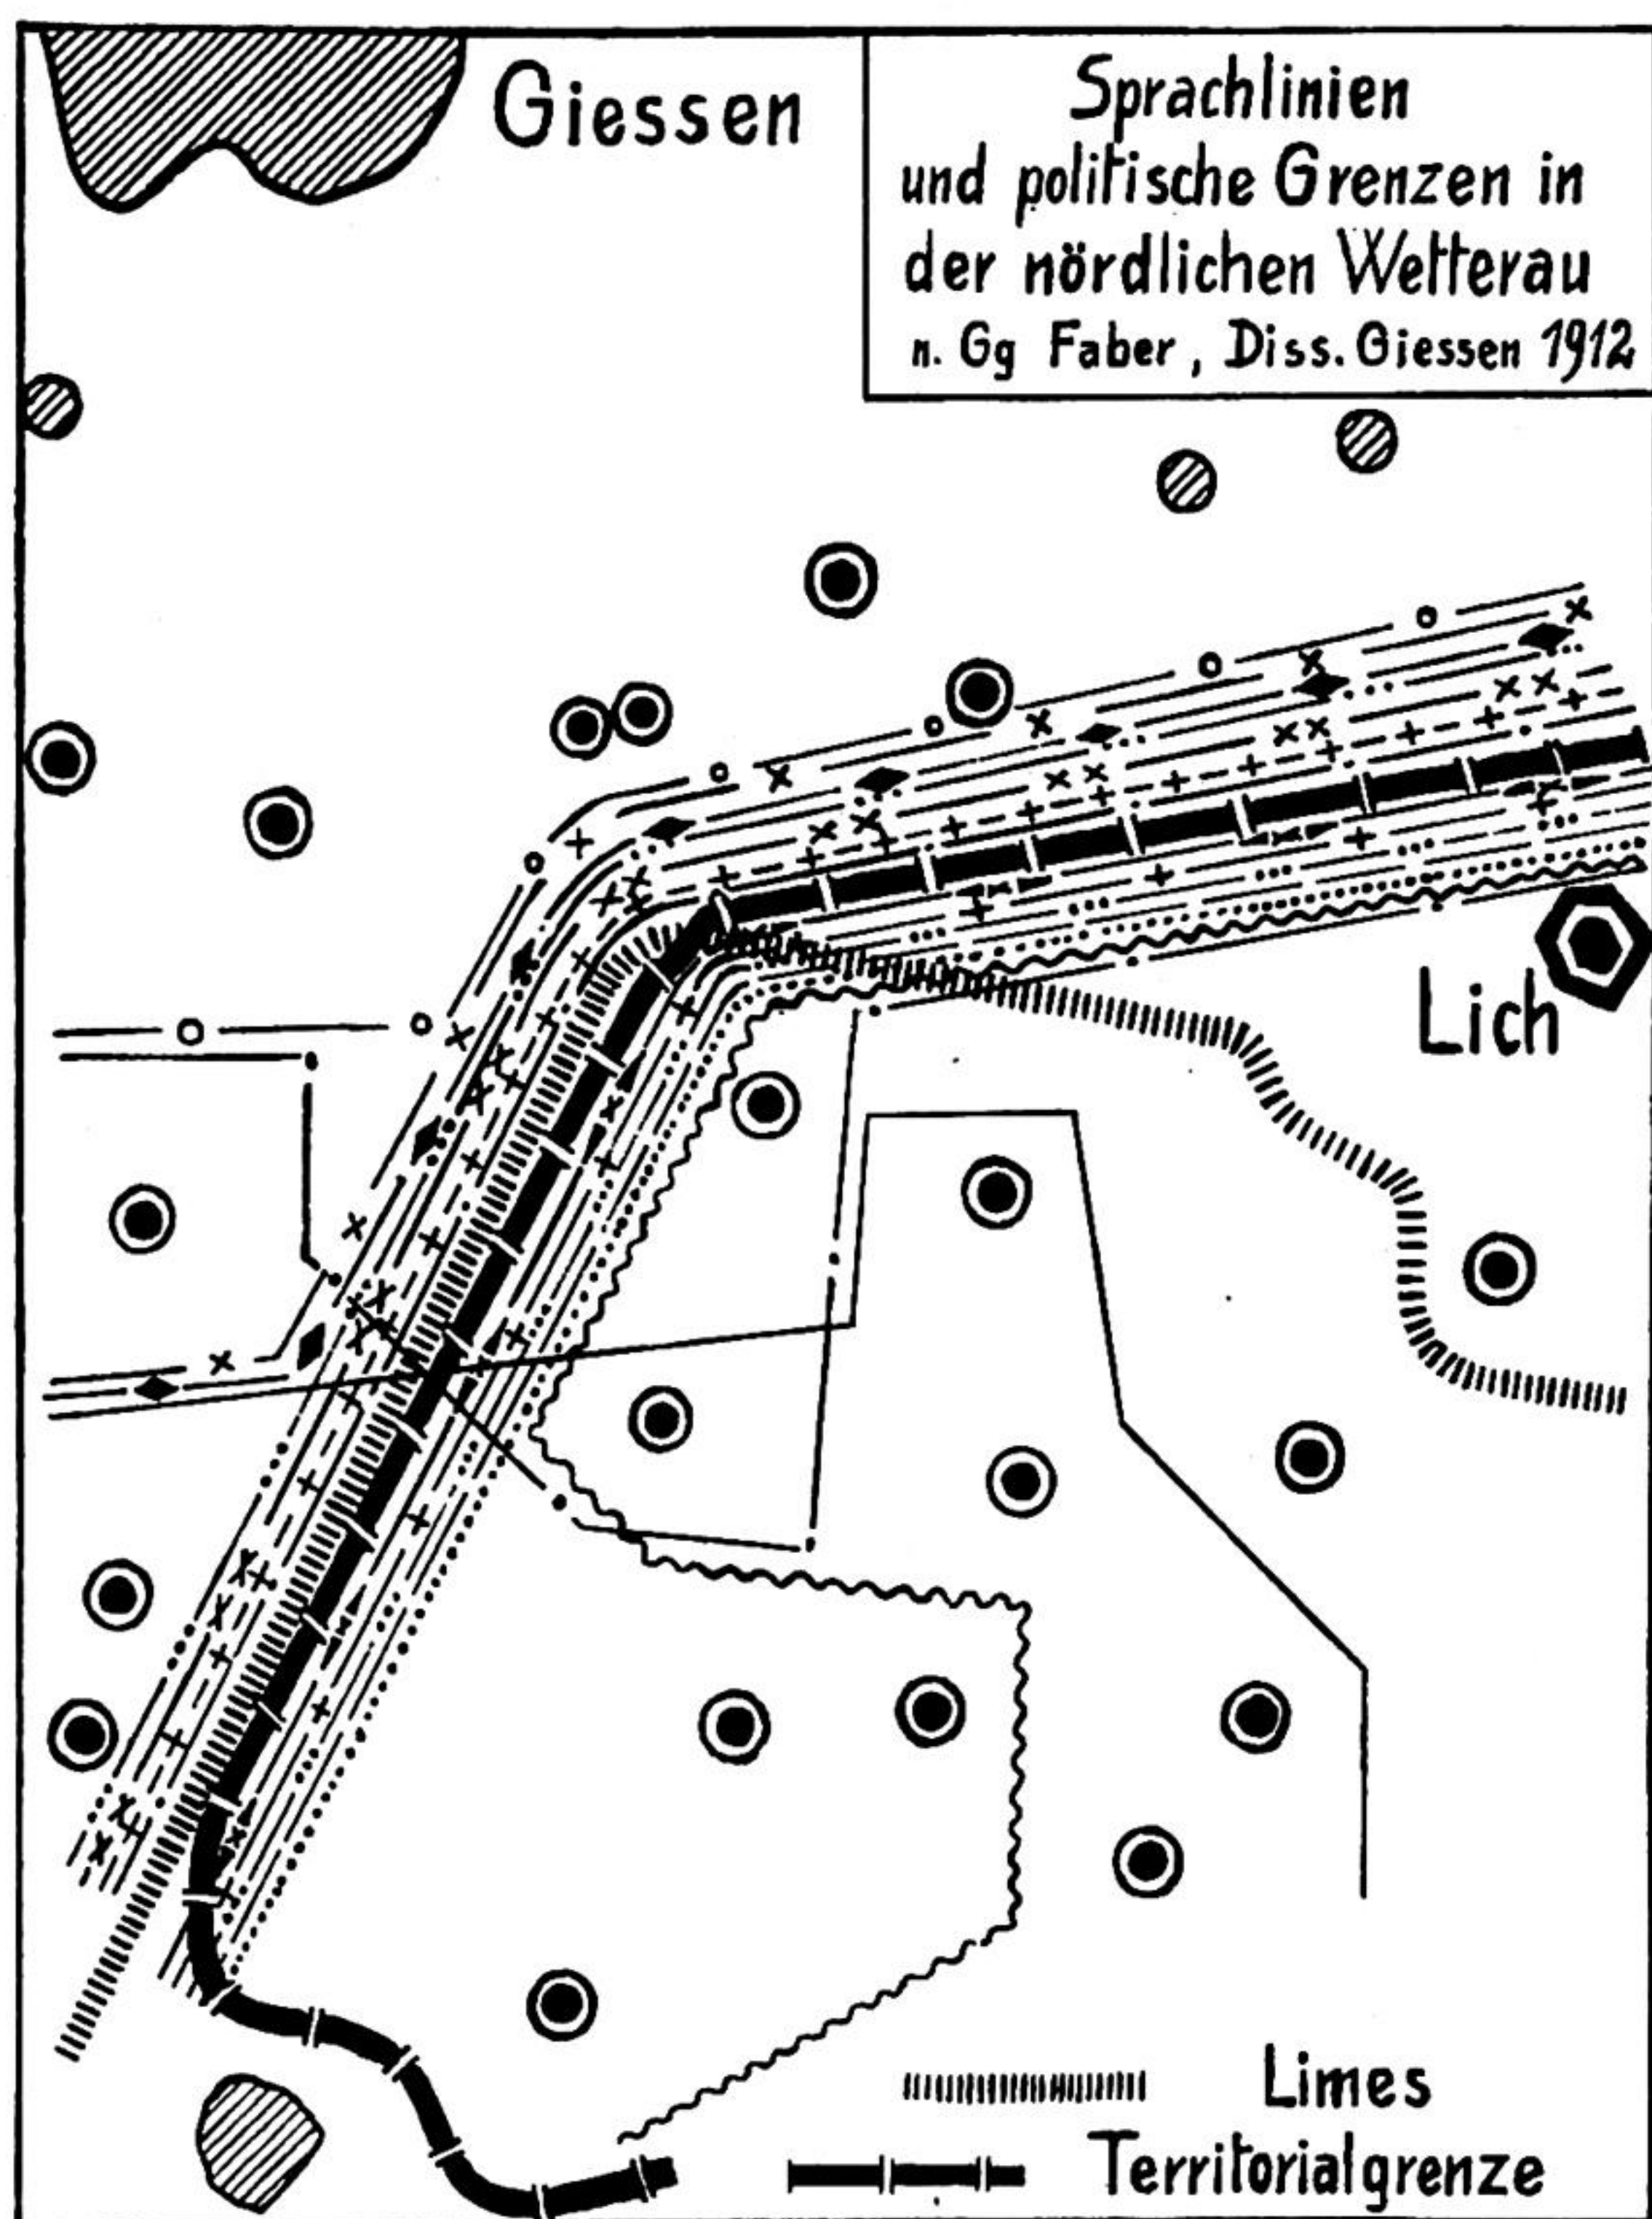 Giessen
Sprachlinien
und politische Grenzen in
der nördlichen Wetterau
n. Gg Faber, Diss. Giessen 1912
Lich
Limes
Territorialgrenze